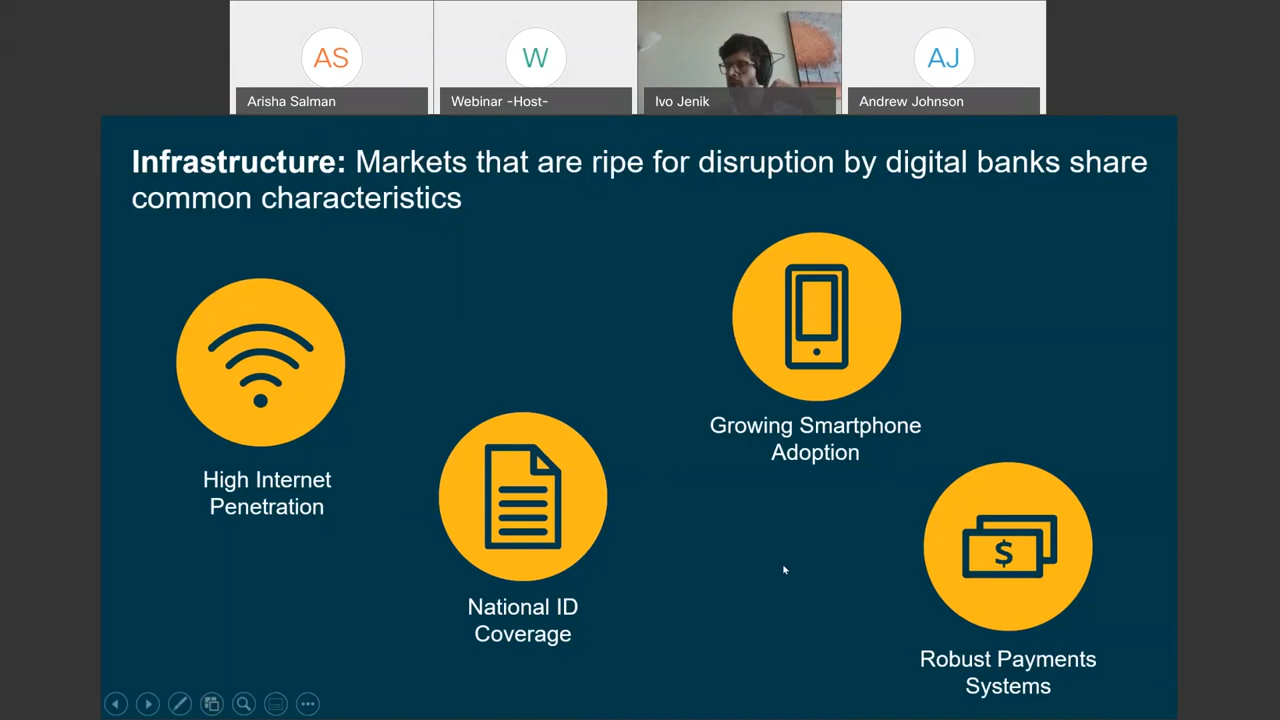 AS
W
AJ
Arisha Salman
Webinar -Host-
Ivo Jenik
Andrew Johnson
Infrastructure: Markets that are ripe for disruption by digital banks share
common characteristics
High Internet
Penetration
National ID
Coverage
Growing Smartphone
Adoption
$
Robust Payments
Systems